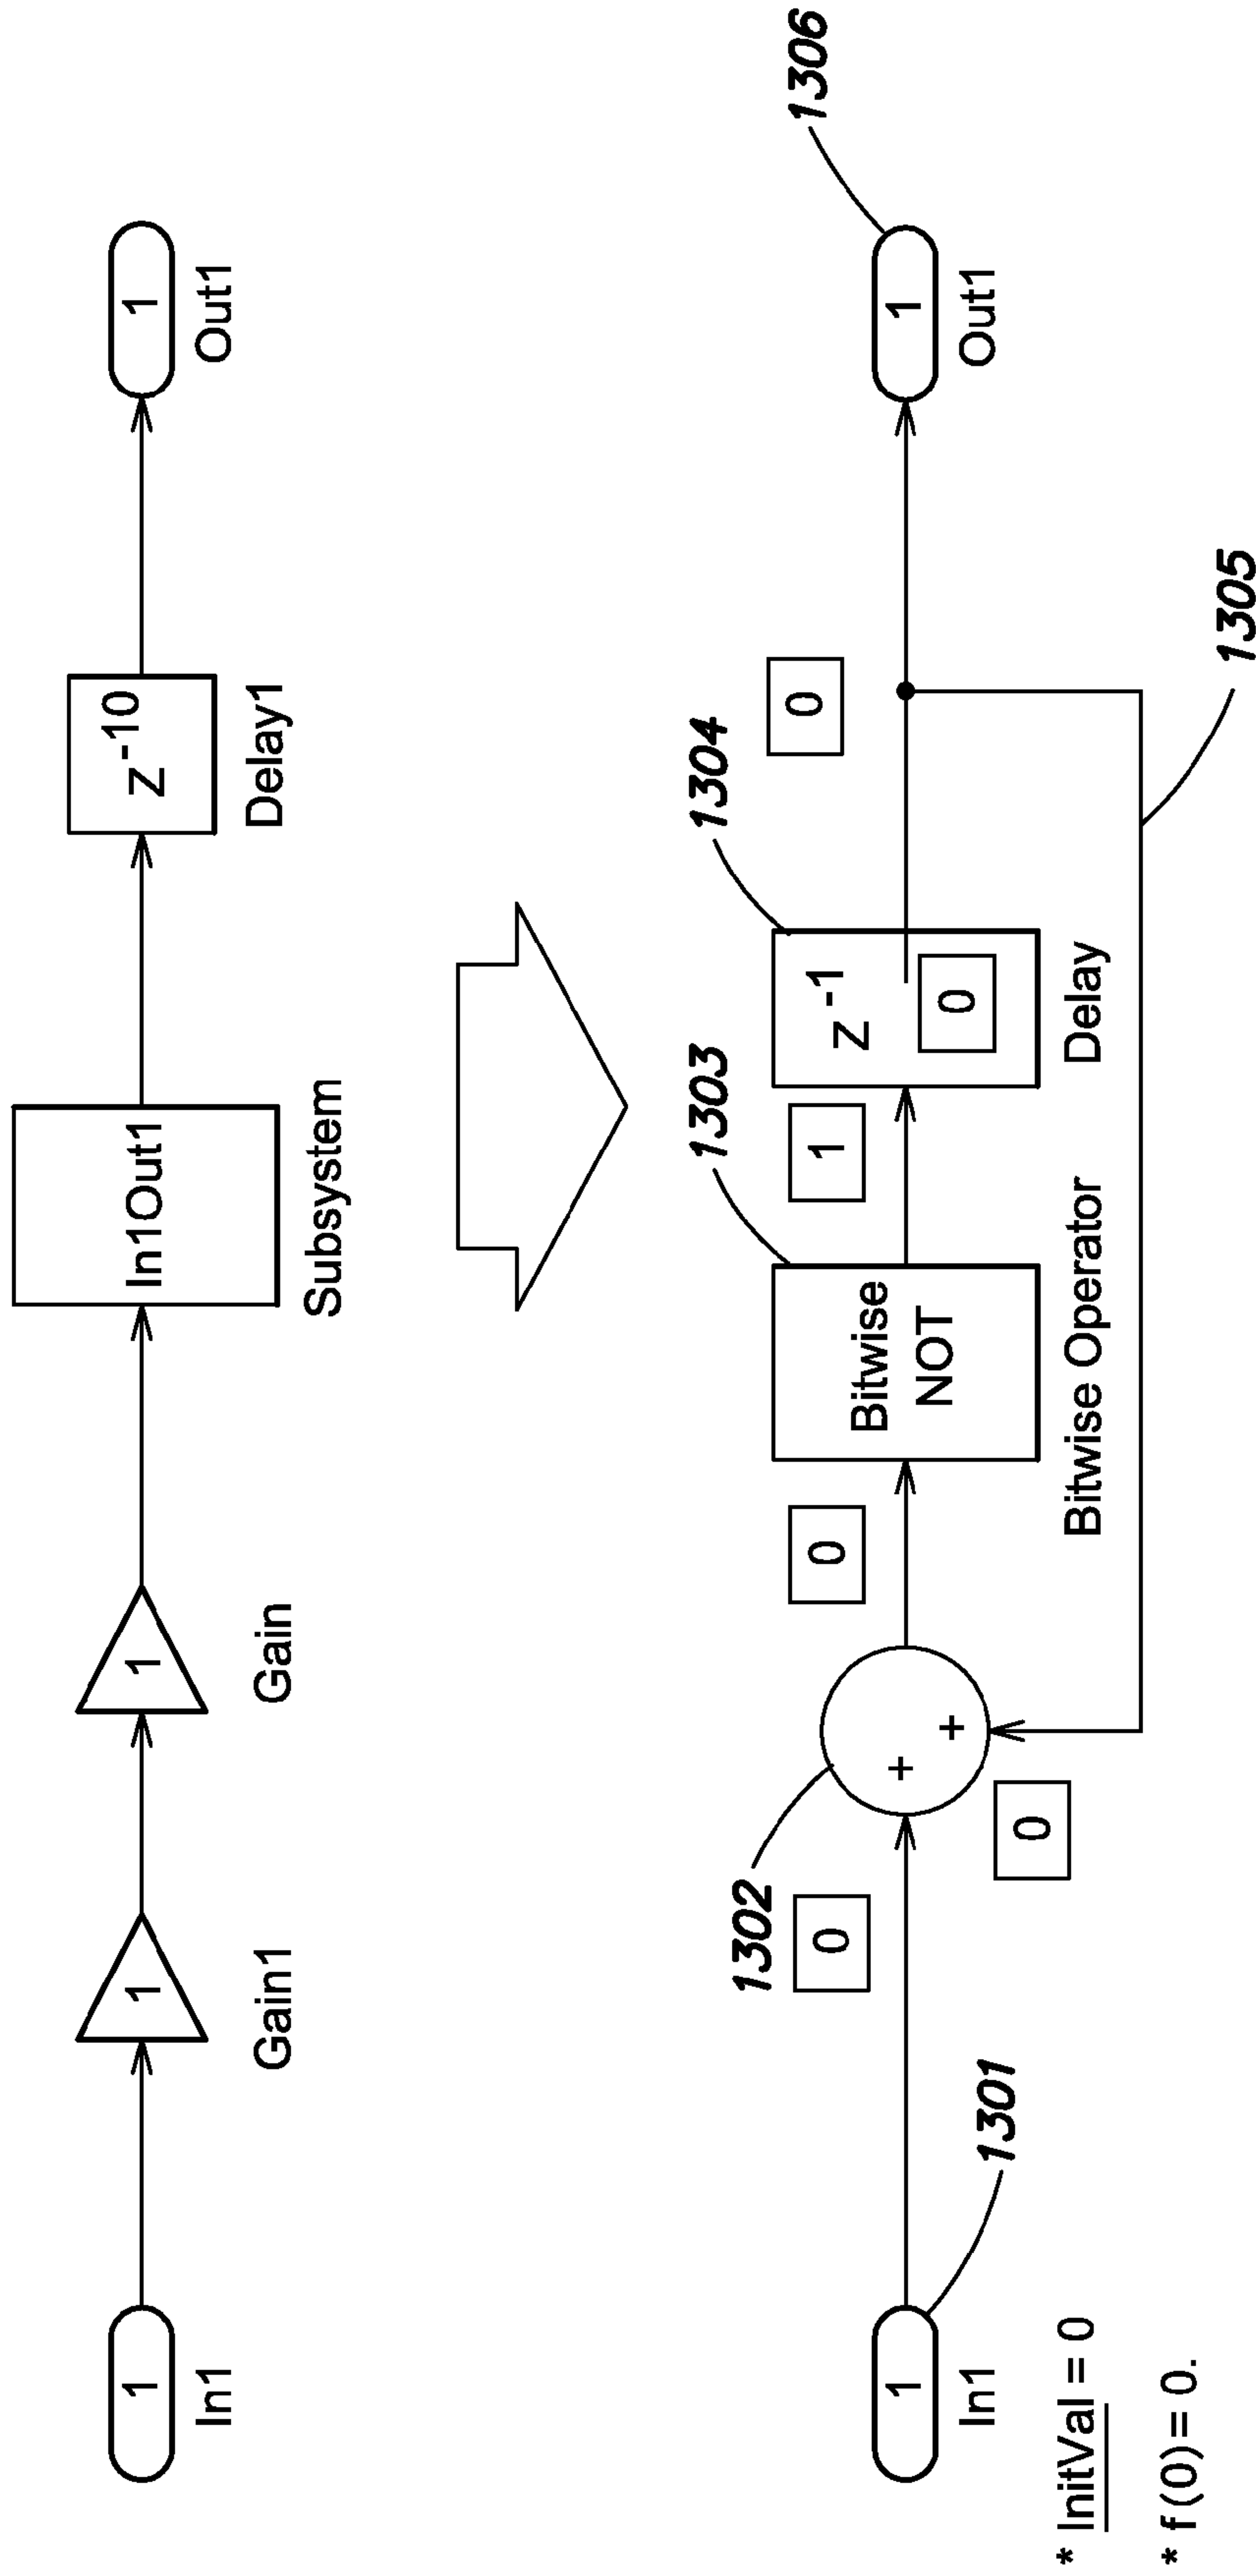 1
In1
1
Gain1
1
Gain
In1Out1
Subsystem
z-10
Delay1
1
Out1
1
In1
1301
0
1302
+
+
0
0
Bitwise
NOT
Bitwise Operator
1303
1
z-1
0
Delay
1304
0
1305
1
Out1
1306
* InitVal = 0
* f(0)= 0.